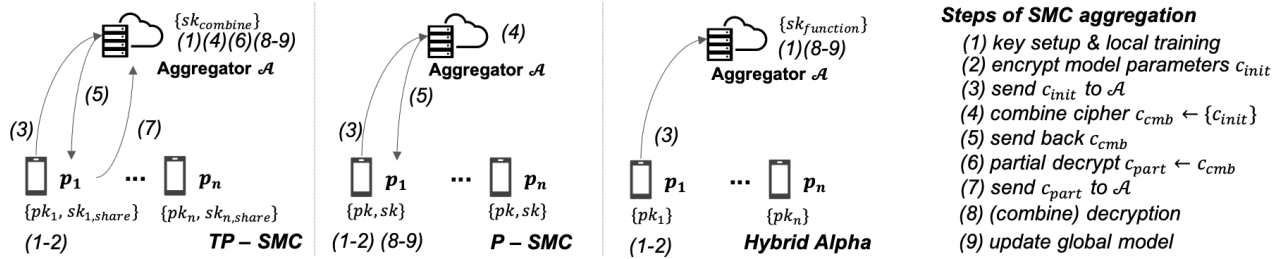 {sk_combine}
(1)(4)(6)(8-9)
Aggregator 𝒜
(5)
(3)
(7)
p_1 ... p_n
{pk_1, sk_1,share} {pk_n, sk_n,share}
(1-2)
TP – SMC
(4)
Aggregator 𝒜
(5)
(3)
p_1 ... p_n
{pk, sk} {pk, sk}
(1-2) (8-9)
P – SMC
{sk_function}
(1)(8-9)
Aggregator 𝒜
(3)
p_1 ... p_n
{pk_1} {pk_n}
(1-2)
Hybrid Alpha
Steps of SMC aggregation
(1) key setup & local training
(2) encrypt model parameters c_init
(3) send c_init to 𝒜
(4) combine cipher c_cmb ← {c_init}
(5) send back c_cmb
(6) partial decrypt c_part ← c_cmb
(7) send c_part to 𝒜
(8) (combine) decryption
(9) update global model